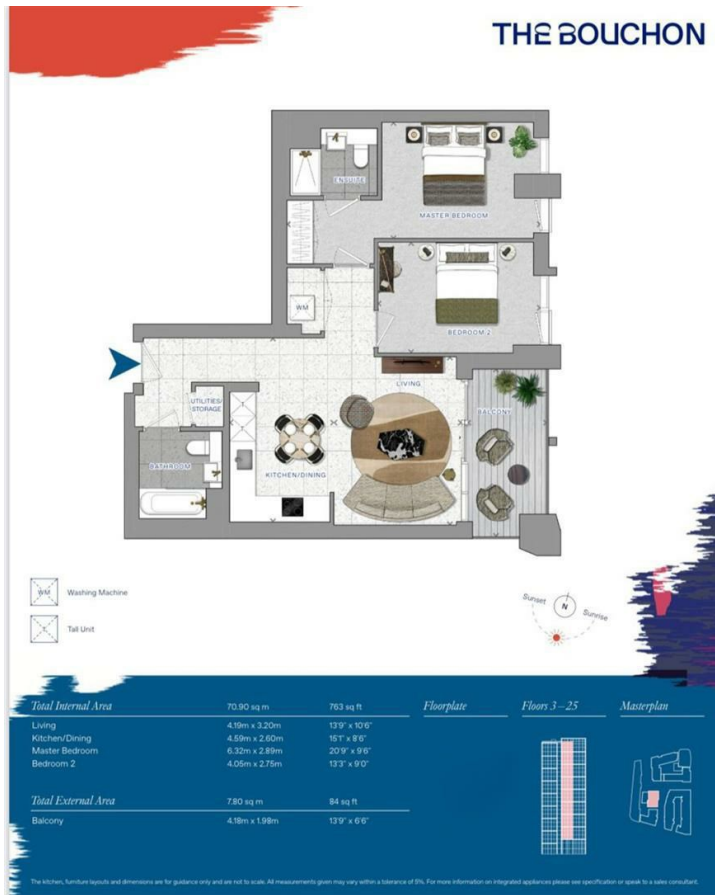 THE BOUCHON
ENSUITE
MASTER BEDROOM
WM
BEDROOM 2
LIVING
UTILITIES/
STORAGE
BALCONY
BATHROOM
KITCHEN/DINING
WM Washing Machine
Tall Unit
Sunset
N
Sunrise
Total Internal Area 70.90 sq m 763 sq ft Floorplate Floors 3–25 Masterplan
Living 4.19m x 3.20m 13'9" x 10'6"
Kitchen/Dining 4.59m x 2.60m 15'1" x 8'6"
Master Bedroom 6.32m x 2.89m 20'9" x 9'6"
Bedroom 2 4.05m x 2.75m 13'3" x 9'0"
Total External Area 7.80 sq m 84 sq ft
Balcony 4.18m x 1.98m 13'9" x 6'6"
The kitchen, furniture layouts and dimensions are for guidance only and are not to scale. All measurements given may vary within a tolerance of 5%. For more information on integrated appliances please see specification or speak to a sales consultant.